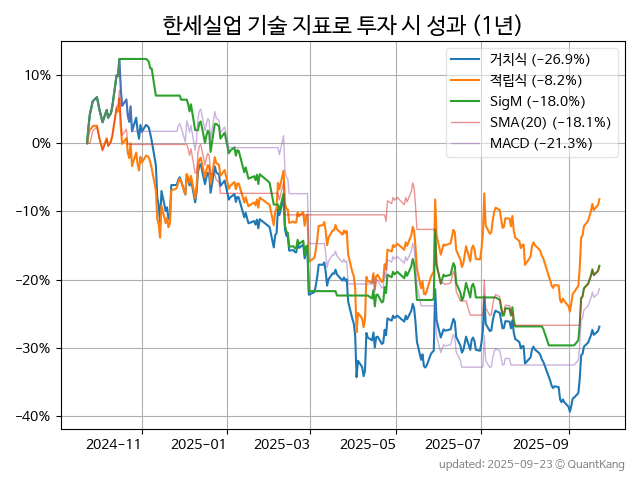 한세실업 기술 지표로 투자 시 성과 (1년)
거치식 (−26.9%)
적립식 (−8.2%)
SigM (−18.0%)
SMA(20) (−18.1%)
MACD (−21.3%)
10%
0%
−10%
−20%
−30%
−40%
2024-11 2025-01 2025-03 2025-05 2025-07 2025-09
updated: 2025-09-23 © QuantKang